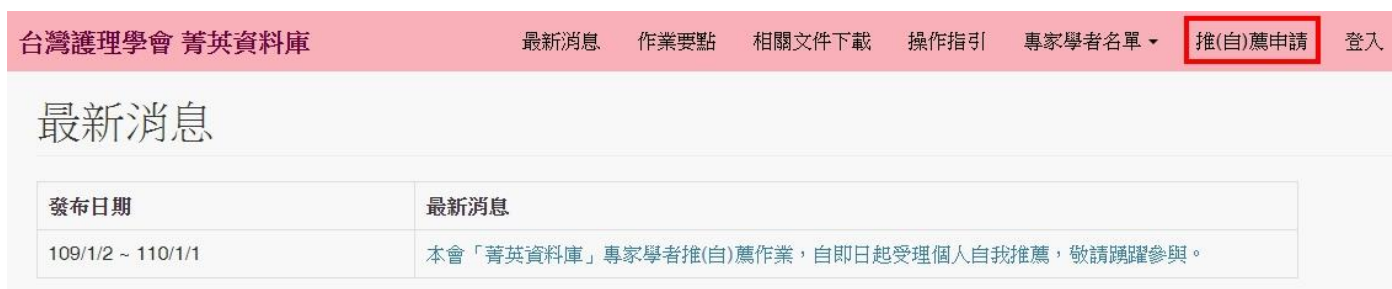 台灣護理學會 菁英資料庫 最新消息 作業要點 相關文件下載 操作指引 專家學者名單 推(自)薦申請 登入
最新消息
發布日期 最新消息
109/1/2 ~ 110/1/1 本會「菁英資料庫」專家學者推(自)薦作業，自即日起受理個人自我推薦，敬請踴躍參與。